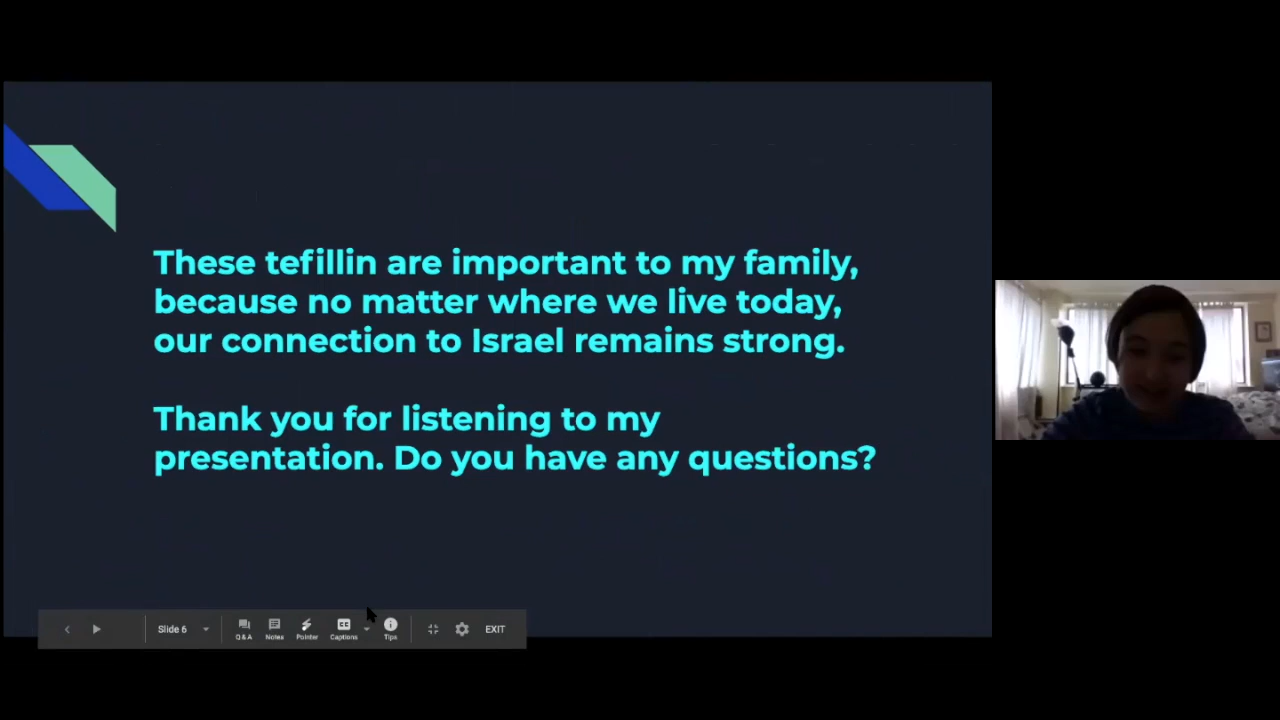 These tefillin are important to my family,
because no matter where we live today,
our connection to Israel remains strong.
Thank you for listening to my
presentation. Do you have any questions?
Slide 6
Q&A
Notes
Pointer
Captions
Tips
EXIT